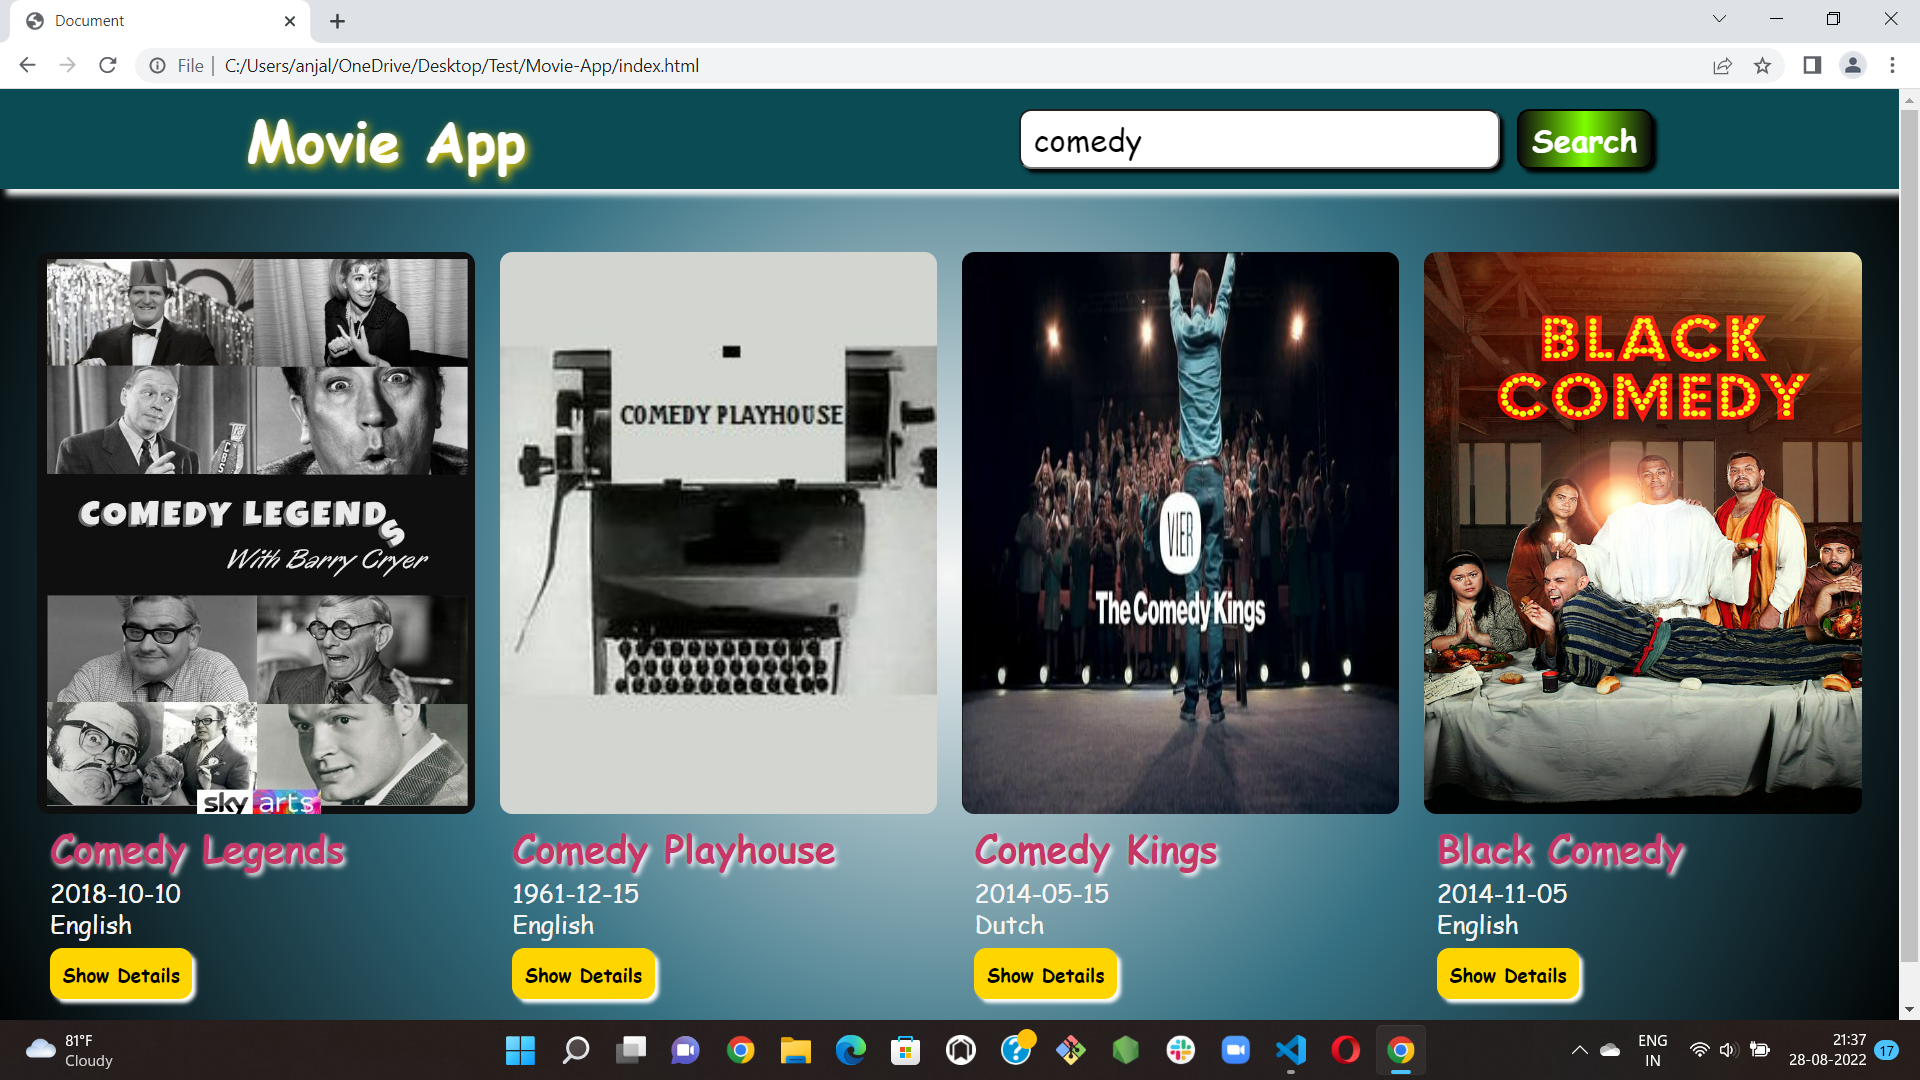 Document
File
C:/Users/anjal/OneDrive/Desktop/Test/Movie-App/index.html
Movie App
comedy
Search
COMEDY LEGENDS
With Barry Cryer
sky arts
COMEDY PLAYHOUSE
VIER
The Comedy Kings
BLACK
COMEDY
Comedy Legends
2018-10-10
English
Show Details
Comedy Playhouse
1961-12-15
English
Show Details
Comedy Kings
2014-05-15
Dutch
Show Details
Black Comedy
2014-11-05
English
Show Details
81°F
Cloudy
ENG
IN
21:37
28-08-2022
17